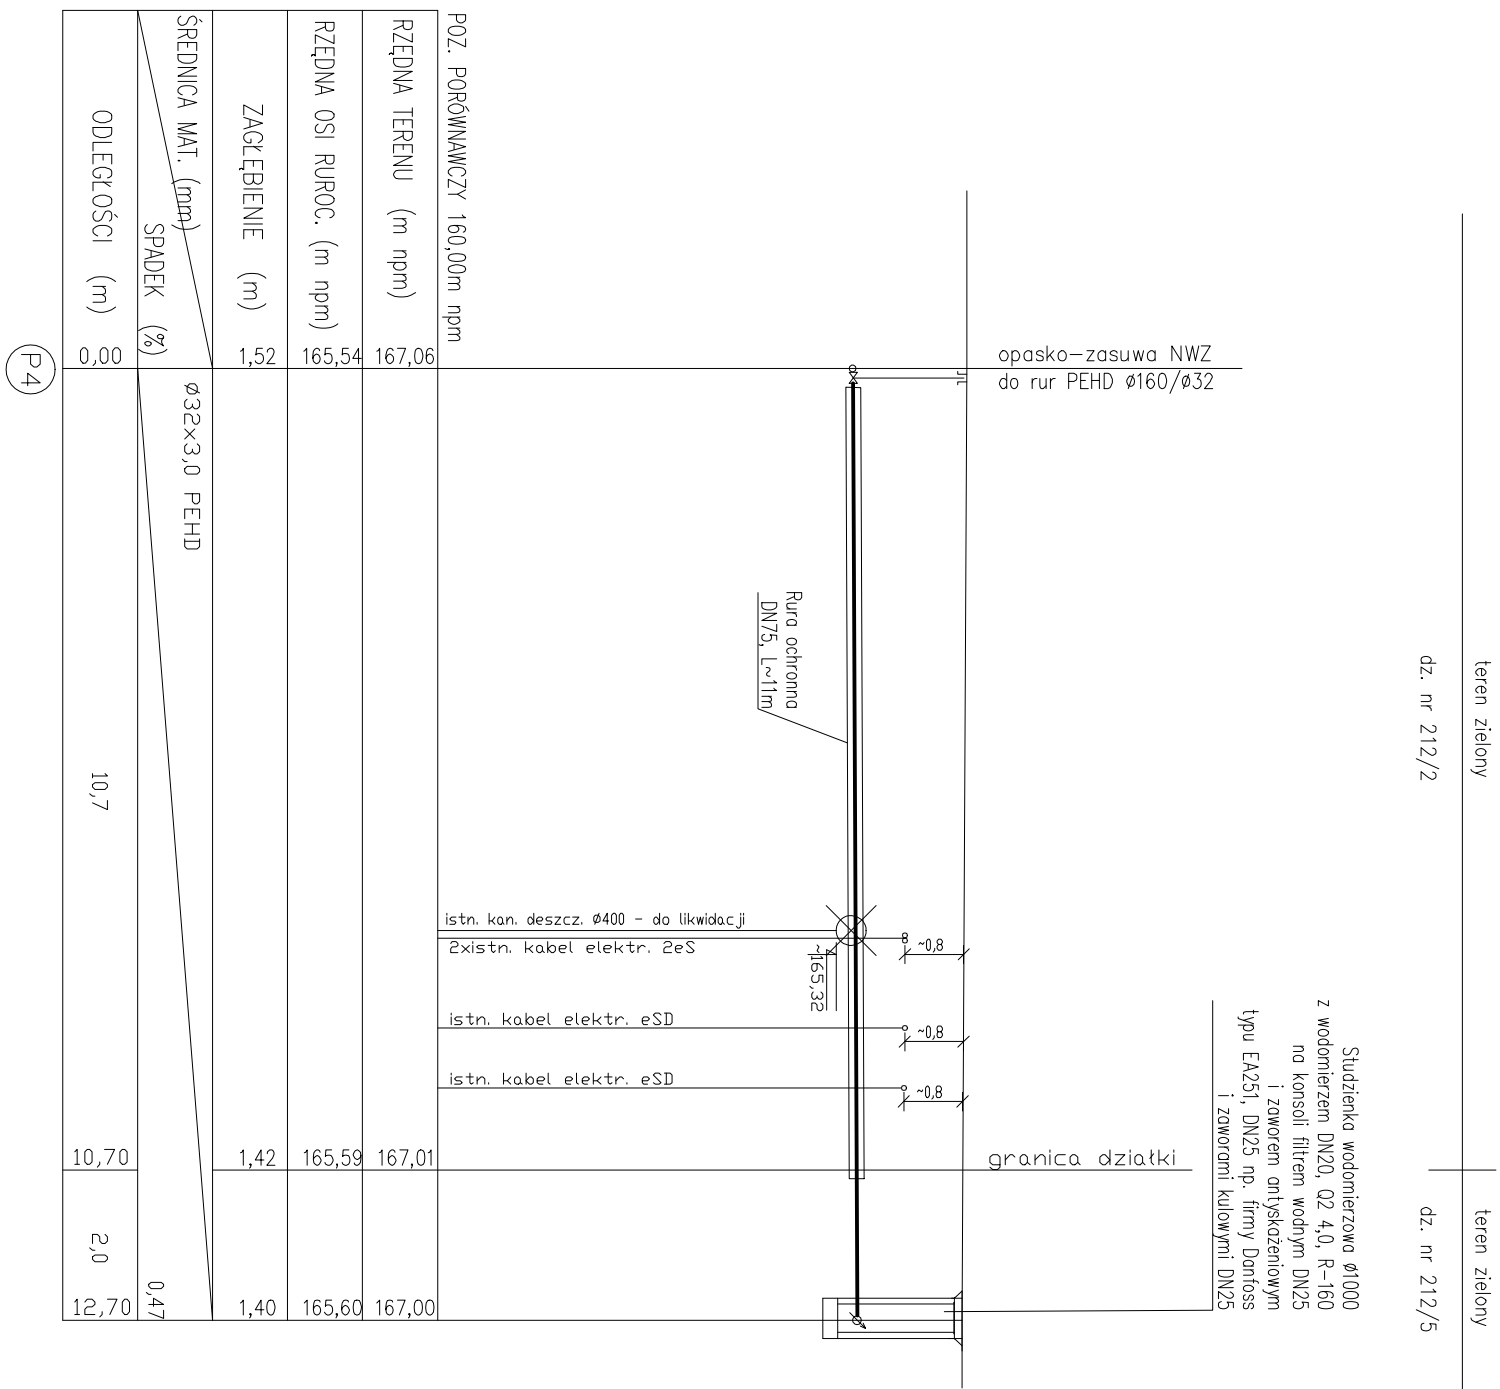 teren zielony
dz. nr 212/2
teren zielony
dz. nr 212/5
Studzienka wodomierzowa Ø1000
z wodomierzem DN20, Q2 4,0, R-160
na konsoli filtrem wodnym DN25
i zaworem antyskażeniowym
typu EA251, DN25 np. firmy Danfoss
i zaworami kulowymi DN25
opasko-zasuwa NWZ
do rur PEHD Ø160/Ø32
granica działki
~0,8
~0,8
~0,8
Rura ochronna
DN75, L~11m
~165,32
istn. kan. deszcz. Ø400 - do likwidacji
2xistn. kabel elektr. 2eS
istn. kabel elektr. eSD
istn. kabel elektr. eSD
POZ. PORÓWNAWCZY 160,00m npm
RZĘDNA TERENU (m npm) 167,06 167,01 167,00
RZĘDNA OSI RUROC. (m npm) 165,54 165,59 165,60
ZAGŁĘBIENIE (m) 1,52 1,42 1,40
ŚREDNICA MAT. (mm) Ø32x3,0 PEHD
SPADEK (%) 0,47
ODLEGŁOŚCI (m) 0,00 10,7 10,70 2,0 12,70
P4